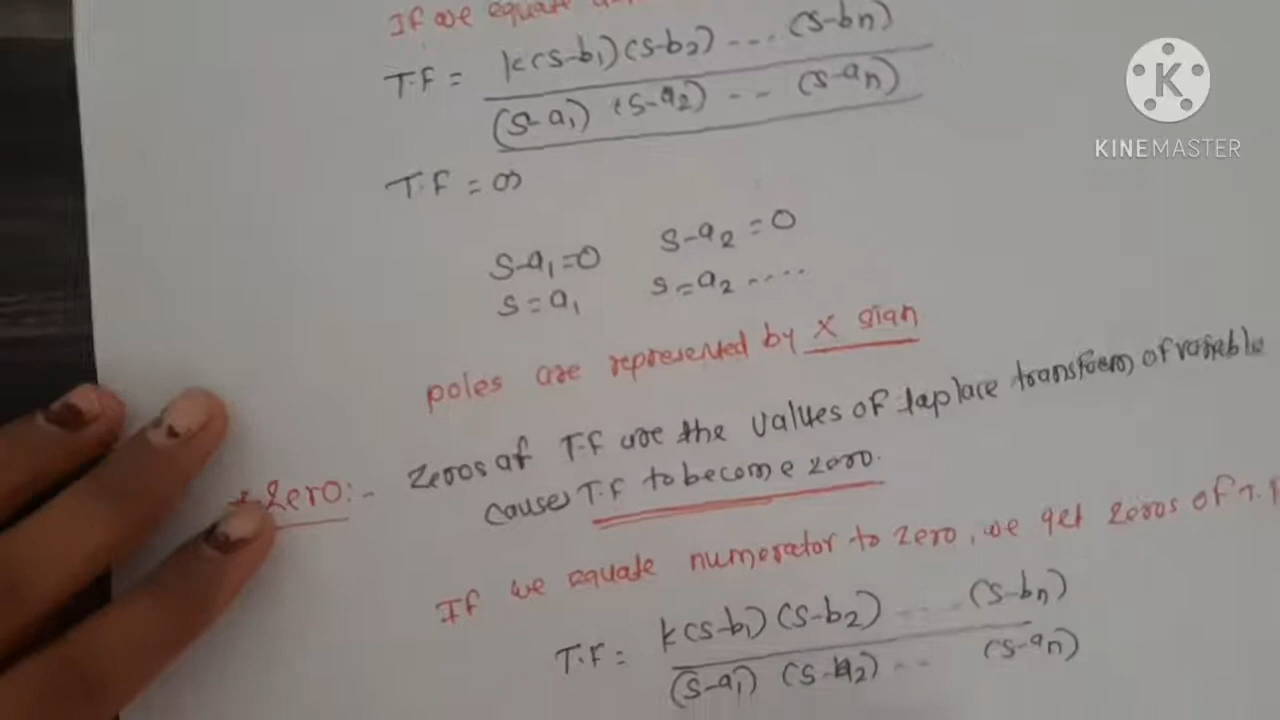 If we equate
T.F = K(s-b1)(s-b2) --- (s-bn)
(s-a1) (s-a2) -- (s-an)
T.F = ∞
s-a1=0 s-a2=0
s=a1 s=a2 ----
poles are represented by X sign
* Zero:- Zeros of T.F are the values of laplace transform of variable
causes T.F to become zero.
If we equate numerator to zero, we get zeros of T.F
T.F = K(s-b1)(s-b2) -- (s-bn)
(s-a1) (s-a2) -- (s-an)
K
KINEMASTER